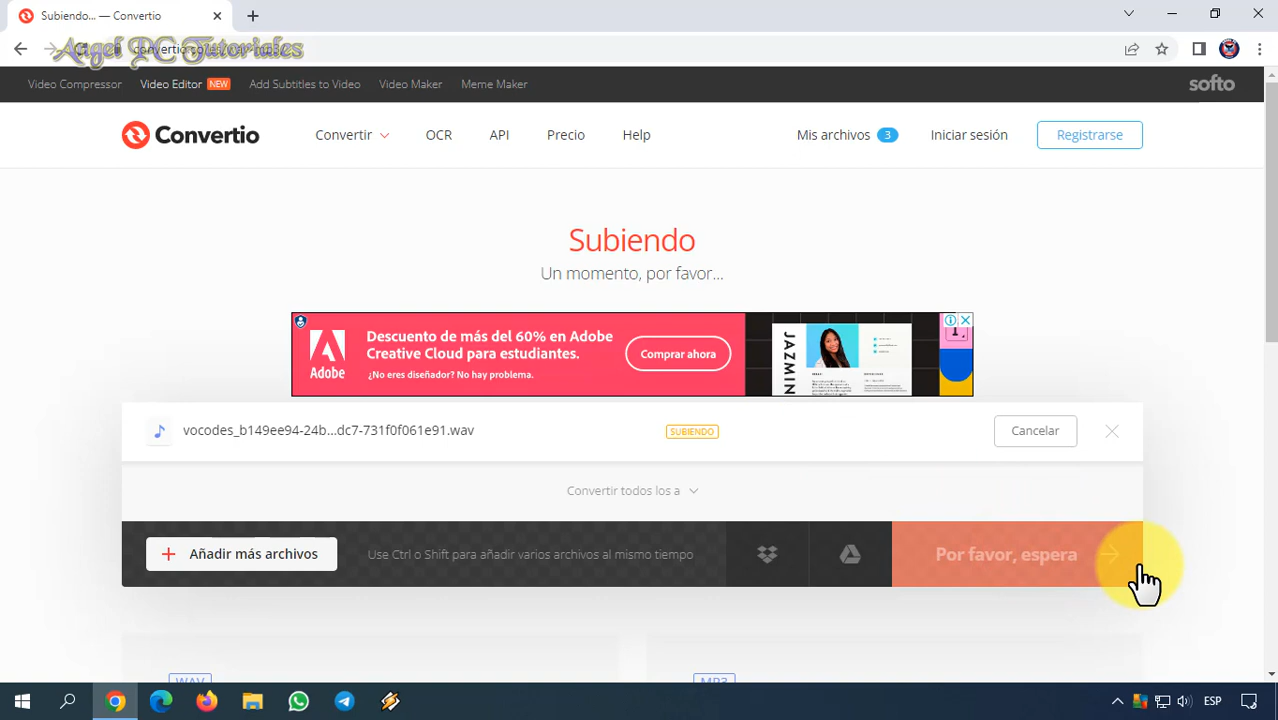 Subiendo... — Convertio
Angel PC Tutoriales
Video Compressor Video Editor NEW Add Subtitles to Video Video Maker Meme Maker softo
Convertio Convertir OCR API Precio Help Mis archivos 3 Iniciar sesión Registrarse
Subiendo
Un momento, por favor...
Descuento de más del 60% en Adobe
Creative Cloud para estudiantes.
¿No eres diseñador? No hay problema.
Adobe
Comprar ahora
JAZMIN
vocodes_b149ee94-24b...dc7-731f0f061e91.wav SUBIENDO Cancelar
Convertir todos los a
Añadir más archivos Use Ctrl o Shift para añadir varios archivos al mismo tiempo Por favor, espera
WAV MP3
ESP